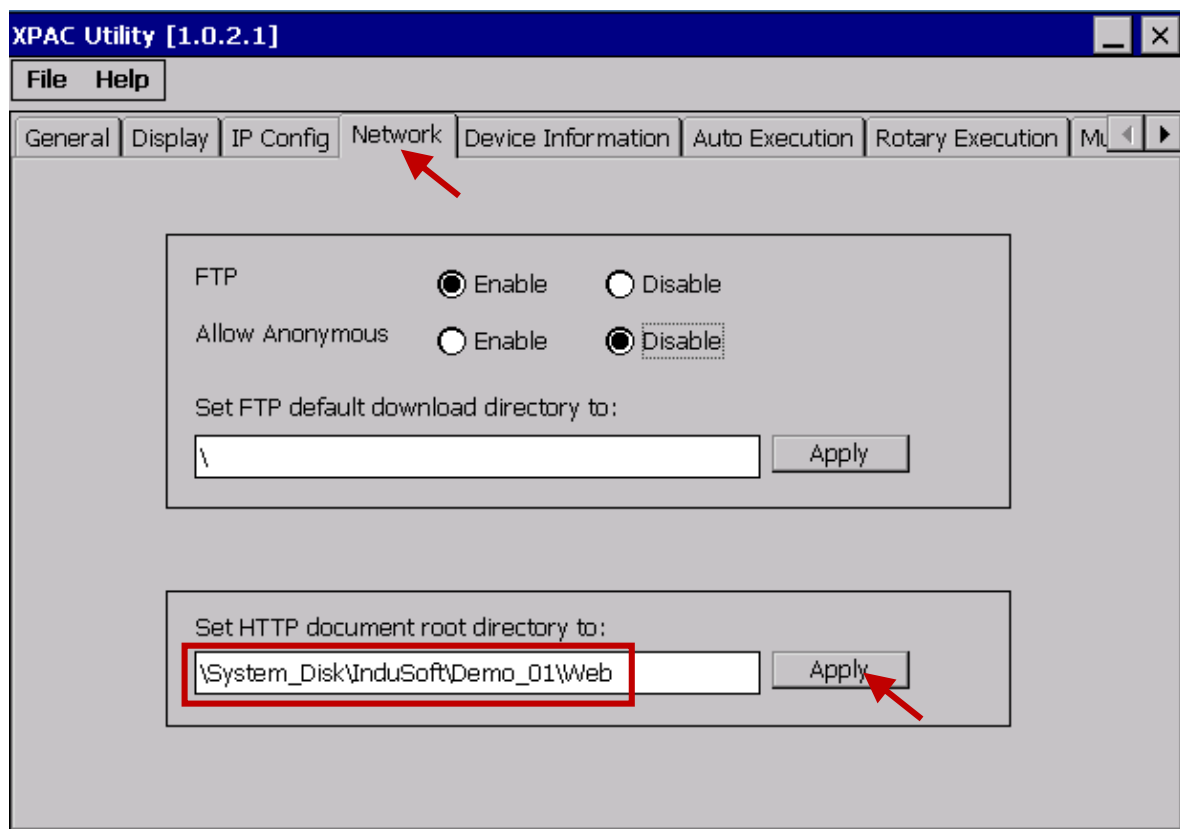 XPAC Utility [1.0.2.1]
File Help
General Display IP Config Network Device Information Auto Execution Rotary Execution
FTP Enable Disable
Allow Anonymous Enable Disable
Set FTP default download directory to:
\ Apply
Set HTTP document root directory to:
\System_Disk\InduSoft\Demo_01\Web Apply